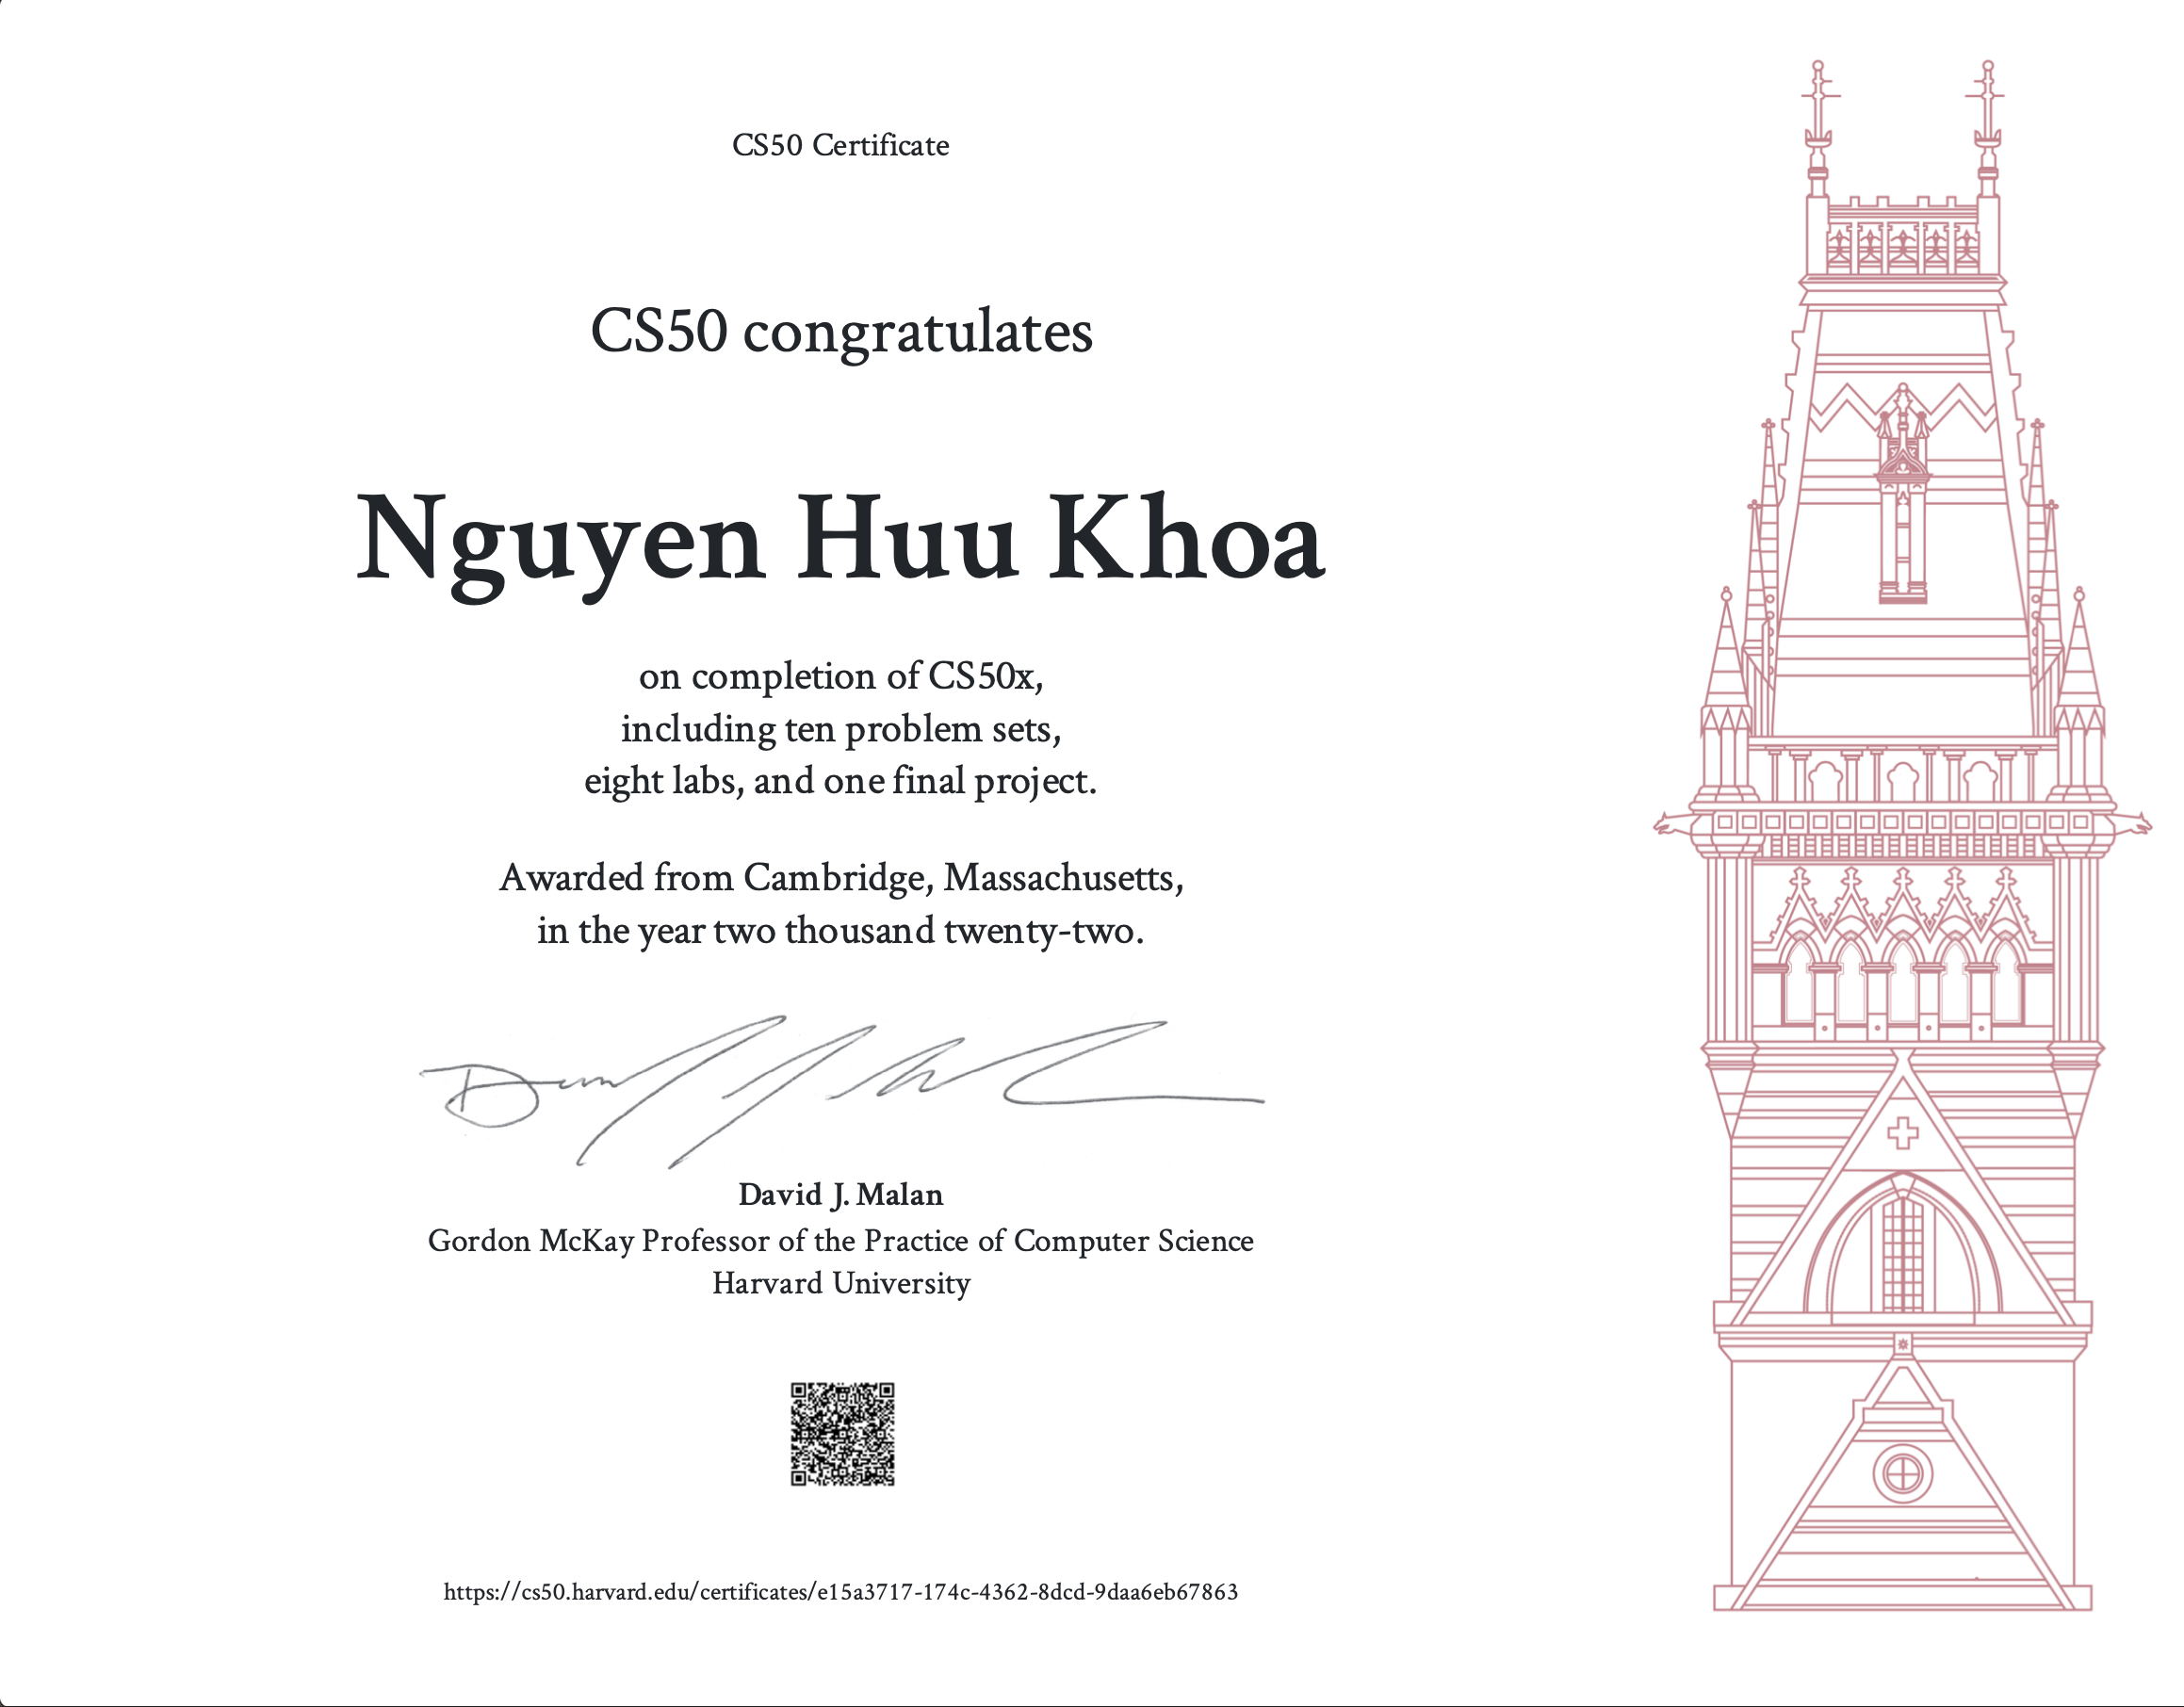 CS50 Certificate
CS50 congratulates
Nguyen Huu Khoa
on completion of CS50x,
including ten problem sets,
eight labs, and one final project.
Awarded from Cambridge, Massachusetts,
in the year two thousand twenty-two.
David J. Malan
Gordon McKay Professor of the Practice of Computer Science
Harvard University
https://cs50.harvard.edu/certificates/e15a3717-174c-4362-8dcd-9daa6eb67863